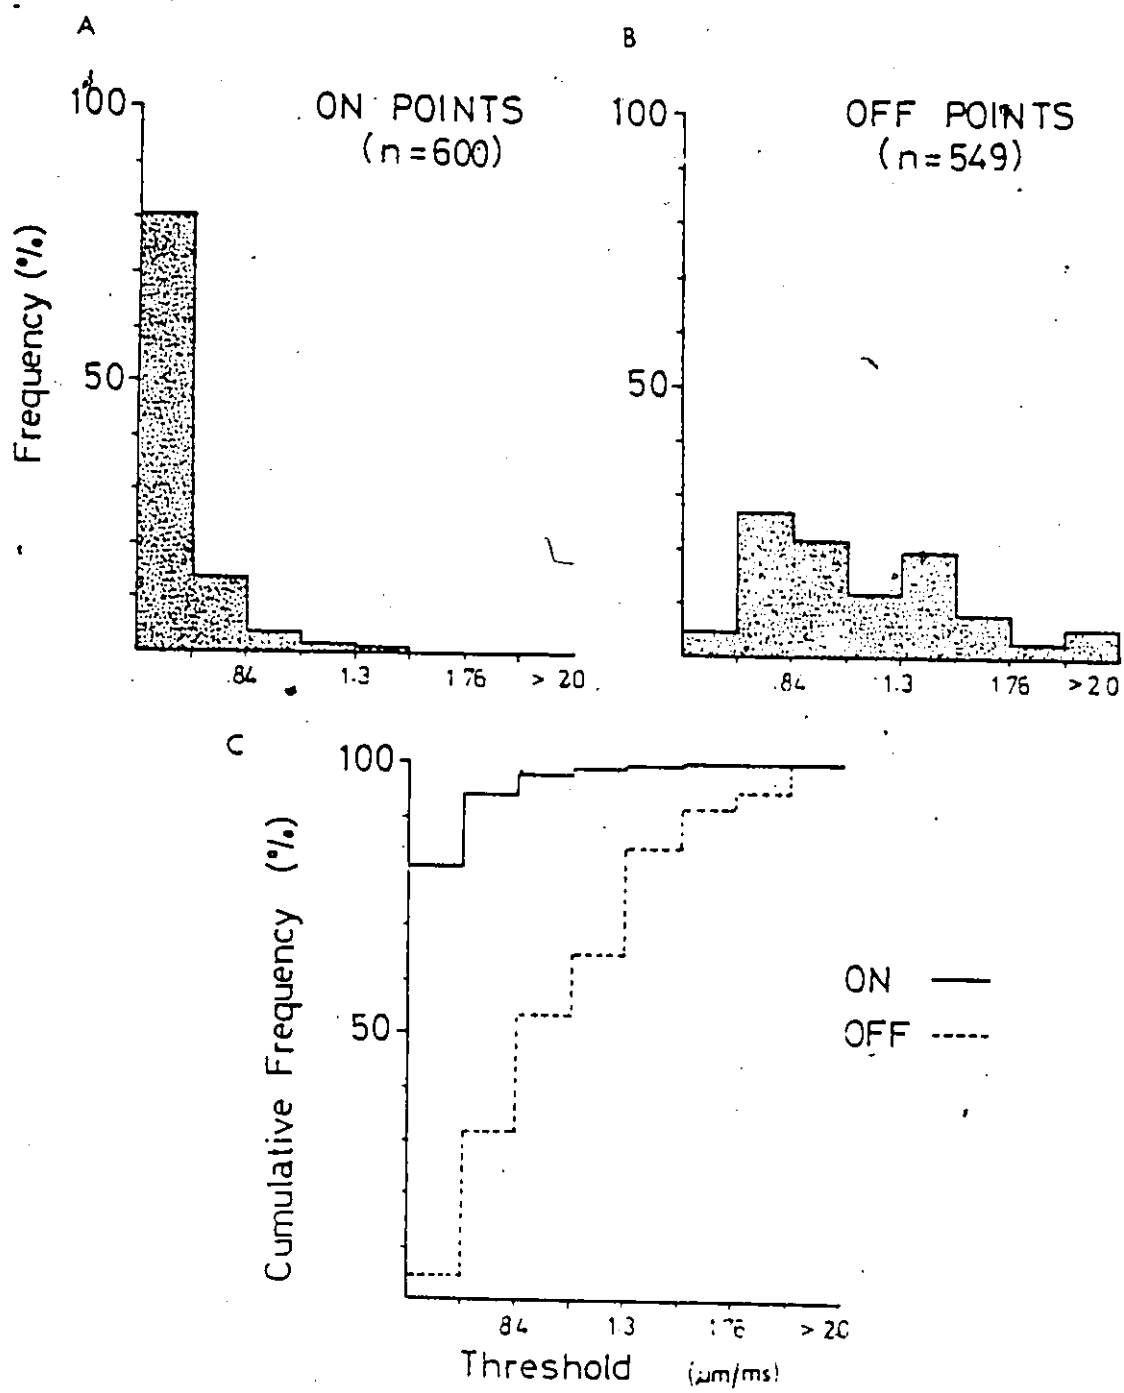 A
B
100
ON POINTS
(n=600)
50
Frequency (%)
.84 1.3 1.76 > 2.0
100
OFF POINTS
(n=549)
50
.84 1.3 1.76 > 2.0
C
100
50
Cumulative Frequency (%)
ON
OFF
.84 1.3 1.76 > 2.0
Threshold (µm/ms)